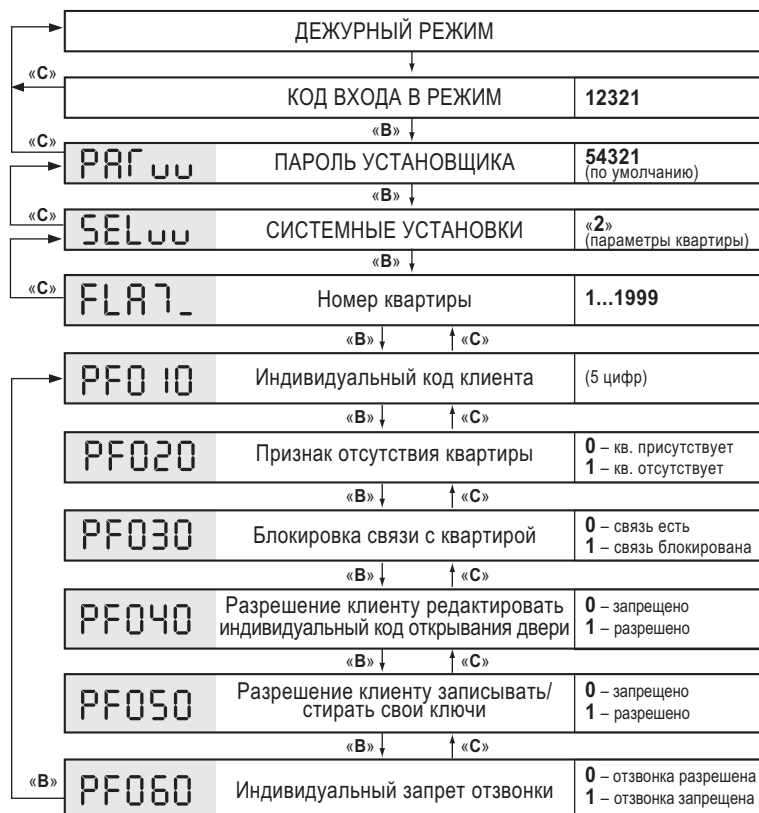 ДЕЖУРНЫЙ РЕЖИМ
«С»
КОД ВХОДА В РЕЖИМ 12321
«В»
«С»
PAГ ПАРОЛЬ УСТАНОВЩИКА 54321
(по умолчанию)
«В»
«С»
SEL СИСТЕМНЫЕ УСТАНОВКИ «2»
(параметры квартиры)
«В»
«С»
FLAT_ Номер квартиры 1...1999
«В» «С»
PF010 Индивидуальный код клиента (5 цифр)
«В» «С»
PF020 Признак отсутствия квартиры 0 – кв. присутствует
1 – кв. отсутствует
«В» «С»
PF030 Блокировка связи с квартирой 0 – связь есть
1 – связь блокирована
«В» «С»
PF040 Разрешение клиенту редактировать 0 – запрещено
индивидуальный код открывания двери 1 – разрешено
«В» «С»
PF050 Разрешение клиенту записывать/ 0 – запрещено
стирать свои ключи 1 – разрешено
«В» «С»
«В»
PF060 Индивидуальный запрет отзвонки 0 – отзвонка разрешена
1 – отзвонка запрещена